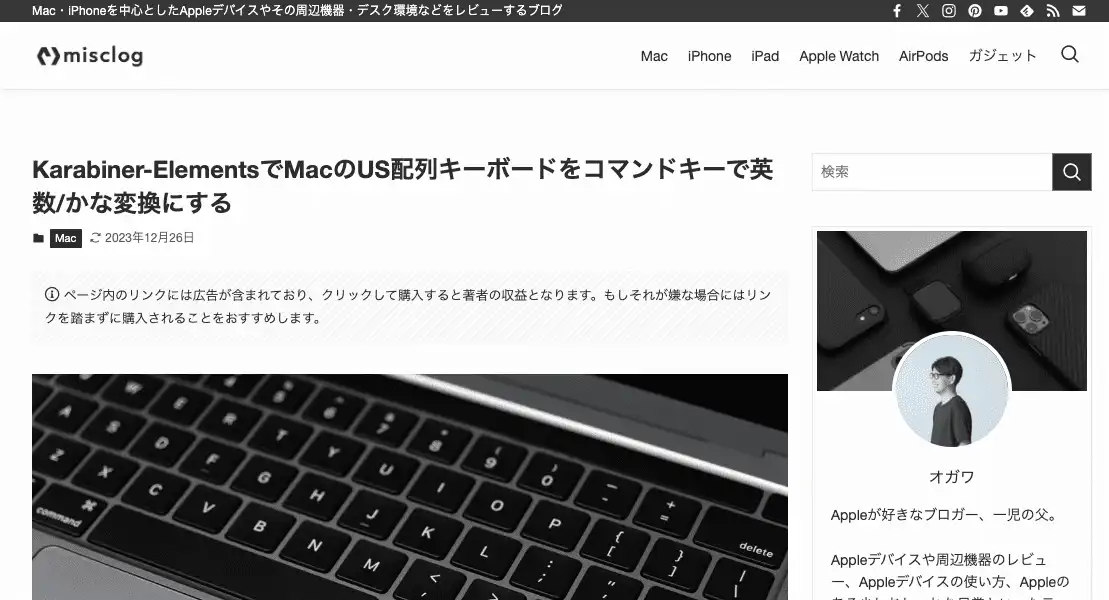 Mac・iPhoneを中心としたAppleデバイスやその周辺機器・デスク環境などをレビューするブログ
misclog
Mac
iPhone
iPad
Apple Watch
AirPods
ガジェット
Karabiner-ElementsでMacのUS配列キーボードをコマンドキーで英
数/かな変換にする
Mac
2023年12月26日
ページ内のリンクには広告が含まれており、クリックして購入すると著者の収益となります。もしそれが嫌な場合にはリン
クを踏まずに購入されることをおすすめします。
A S D F G H J K L
Z X C V B N M
E R T Y U I O P
6 7 8 9 0
command
delete
検索
オガワ
Appleが好きなブロガー、一児の父。
Appleデバイスや周辺機器のレビュ
ー、Appleデバイスの使い方、Appleの